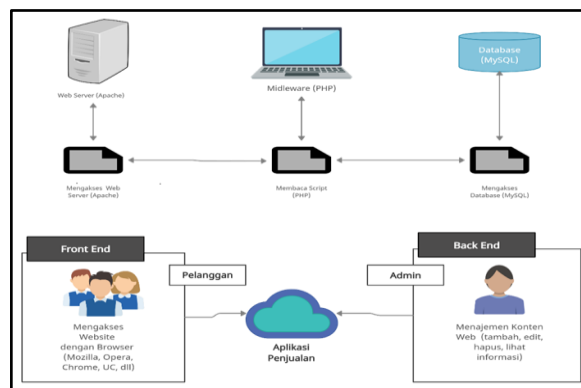 Web Server (Apache)
Midleware (PHP)
Database
(MySQL)
Mengakses Web
Server (Apache)
Membaca Script
(PHP)
Mengakses
Database (MySQL)
Front End
Pelanggan
Mengakses
Website
dengan Browser
(Mozilla, Opera,
Chrome, UC, dll)
Aplikasi
Penjualan
Back End
Admin
Menajemen Konten
Web (tambah, edit,
hapus, lihat
informasi)